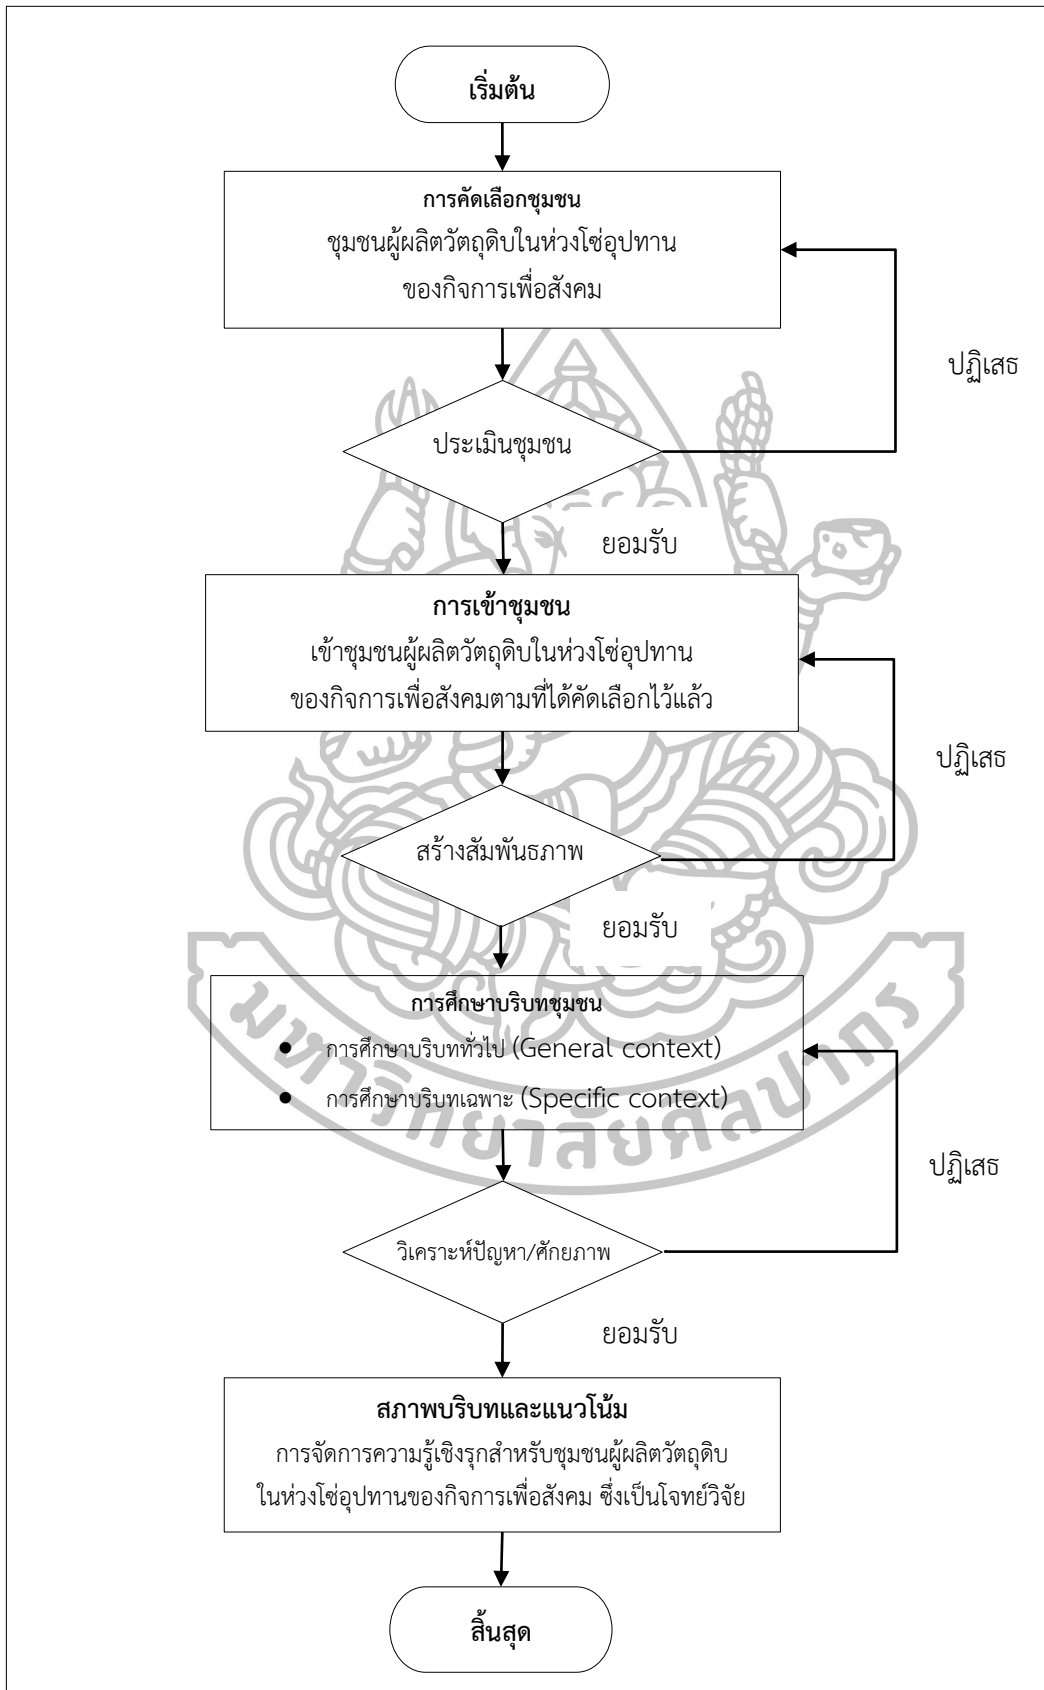 เริ่มต้น
การคัดเลือกชุมชน
ชุมชนผู้ผลิตวัตถุดิบในห่วงโซ่อุปทาน
ของกิจการเพื่อสังคม
ปฏิเสธ
ประเมินชุมชน
ยอมรับ
การเข้าชุมชน
เข้าชุมชนผู้ผลิตวัตถุดิบในห่วงโซ่อุปทาน
ของกิจการเพื่อสังคมตามที่ได้คัดเลือกไว้แล้ว
ปฏิเสธ
สร้างสัมพันธภาพ
ยอมรับ
การศึกษาบริบทชุมชน
• การศึกษาบริบททั่วไป (General context)
• การศึกษาบริบทเฉพาะ (Specific context)
มหาวิทยาลัยศิลปากร
ปฏิเสธ
วิเคราะห์ปัญหา/ศักยภาพ
ยอมรับ
สภาพบริบทและแนวโน้ม
การจัดการความรู้เชิงรุกสำหรับชุมชนผู้ผลิตวัตถุดิบ
ในห่วงโซ่อุปทานของกิจการเพื่อสังคม ซึ่งเป็นโจทย์วิจัย
สิ้นสุด